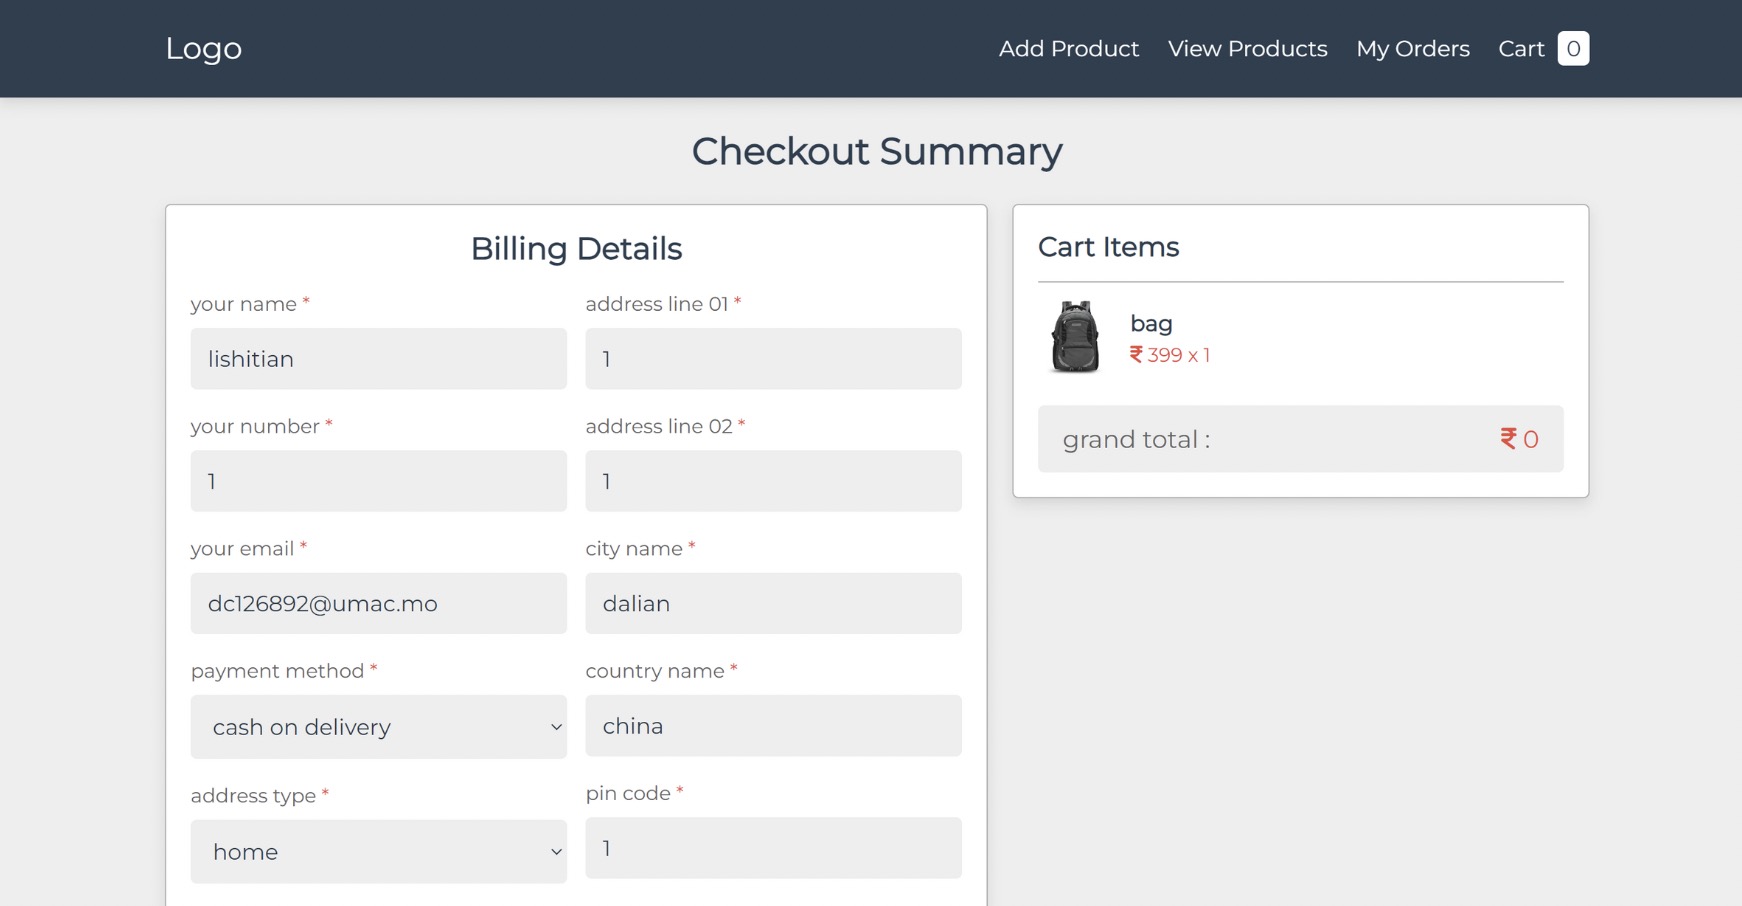 Logo
Add Product
View Products
My Orders
Cart 0
Checkout Summary
Billing Details
your name *
lishitian
your number *
1
your email *
dc126892@umac.mo
payment method *
cash on delivery
address type *
home
address line 01 *
1
address line 02 *
1
city name *
dalian
country name *
china
pin code *
1
Cart Items
bag
₹ 399 x 1
grand total : ₹ 0